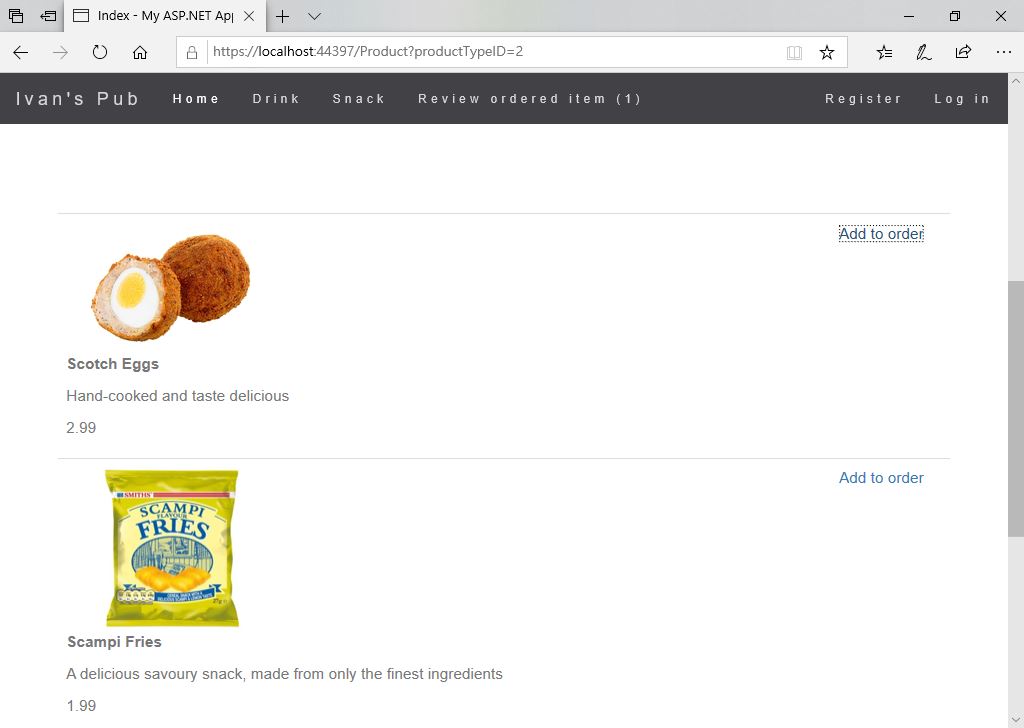 Index - My ASP.NET Ap
https://localhost:44397/Product?productTypeID=2
Ivan's Pub Home Drink Snack Review ordered item (1) Register Log in
Add to order
Scotch Eggs
Hand-cooked and taste delicious
2.99
Add to order
SMITHS
SCAMPI
FLAVOUR
FRIES
Scampi Fries
A delicious savoury snack, made from only the finest ingredients
1.99